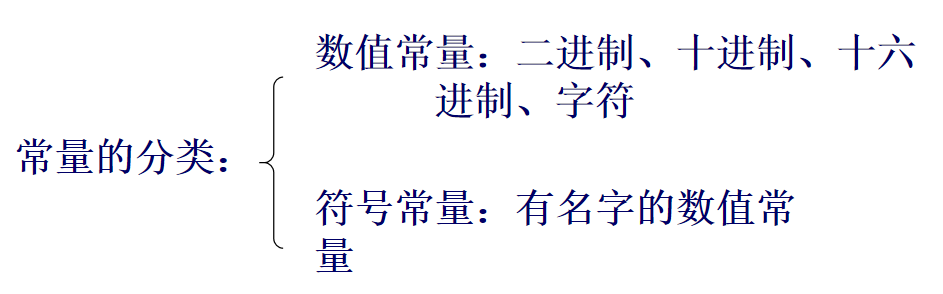 数值常量：二进制、十进制、十六
进制、字符
常量的分类：
符号常量：有名字的数值常
量